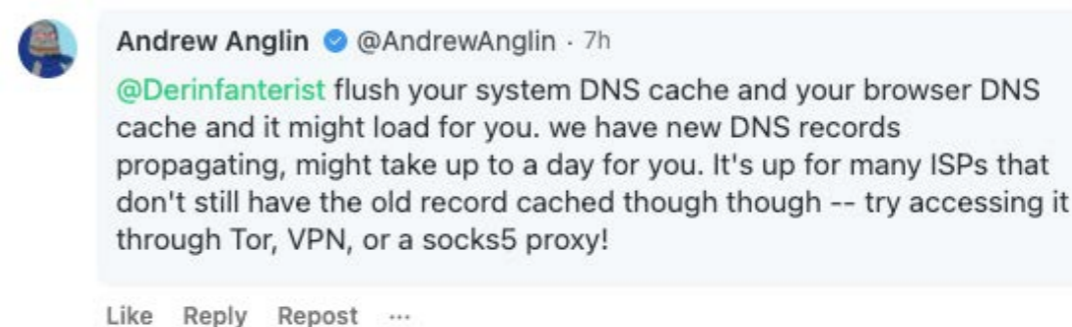 Andrew Anglin @AndrewAnglin · 7h
@Derinfanterist flush your system DNS cache and your browser DNS
cache and it might load for you. we have new DNS records
propagating, might take up to a day for you. It's up for many ISPs that
don't still have the old record cached though though -- try accessing it
through Tor, VPN, or a socks5 proxy!
Like Reply Repost ···